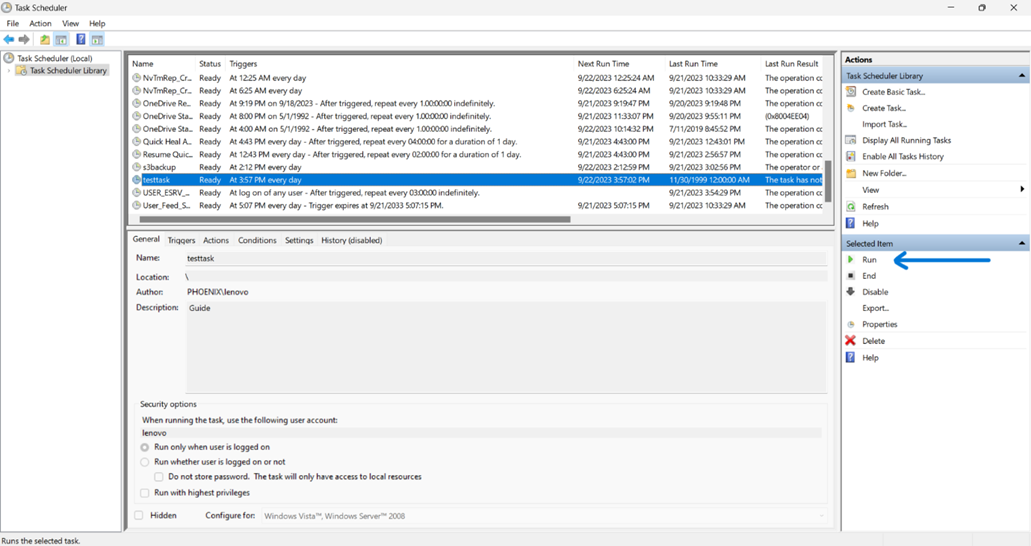 Task Scheduler
File Action View Help
Task Scheduler (Local)
Task Scheduler Library
Name Status Triggers Next Run Time Last Run Time Last Run Result
NvTmRep_Cr... Ready At 12:25 AM every day 9/22/2023 12:25:24 AM 9/21/2023 10:33:29 AM The operation cc
NvTmRep_Cr... Ready At 6:25 AM every day 9/22/2023 6:25:24 AM 9/21/2023 10:33:29 AM The operation cc
OneDrive Re... Ready At 9:19 PM on 9/18/2023 - After triggered, repeat every 1.00:00:00 indefinitely. 9/21/2023 9:19:47 PM 9/20/2023 9:19:48 PM The operation cc
OneDrive Sta... Ready At 8:00 PM on 5/1/1992 - After triggered, repeat every 1.00:00:00 indefinitely. 9/21/2023 11:33:07 PM 9/20/2023 9:55:11 PM (0x8004EE04)
OneDrive Sta... Ready At 4:00 AM on 5/1/1992 - After triggered, repeat every 1.00:00:00 indefinitely. 9/22/2023 10:14:32 PM 7/11/2019 8:45:52 PM The operation cc
Quick Heal A... Ready At 4:43 PM every day - After triggered, repeat every 04:00:00 for a duration of 1 day. 9/21/2023 4:43:00 PM 9/21/2023 12:43:01 PM The operation cc
Resume Quic... Ready At 12:43 PM every day - After triggered, repeat every 02:00:00 for a duration of 1 day. 9/21/2023 4:43:00 PM 9/21/2023 2:56:57 PM The operation cc
s3backup Ready At 2:12 PM every day 9/22/2023 2:12:59 PM 9/21/2023 3:02:56 PM The operator or
testtask Ready At 3:57 PM every day 9/22/2023 3:57:02 PM 11/30/1999 12:00:00 AM The task has not
USER_ESRV_... Ready At log on of any user - After triggered, repeat every 03:00:00 indefinitely. 9/21/2023 3:54:29 PM The operation cc
User_Feed_S... Ready At 5:07 PM every day - Trigger expires at 9/21/2033 5:07:15 PM. 9/21/2023 5:07:15 PM 9/21/2023 10:33:29 AM The operation cc
General Triggers Actions Conditions Settings History (disabled)
Name: testtask
Location: \
Author: PHOENIX\lenovo
Description: Guide
Security options
When running the task, use the following user account:
lenovo
Run only when user is logged on
Run whether user is logged on or not
Do not store password. The task will only have access to local resources
Run with highest privileges
Hidden Configure for: Windows Vista™, Windows Server™ 2008
Actions
Task Scheduler Library
Create Basic Task...
Create Task...
Import Task...
Display All Running Tasks
Enable All Tasks History
New Folder...
View
Refresh
Help
Selected Item
Run
End
Disable
Export...
Properties
Delete
Help
Runs the selected task.